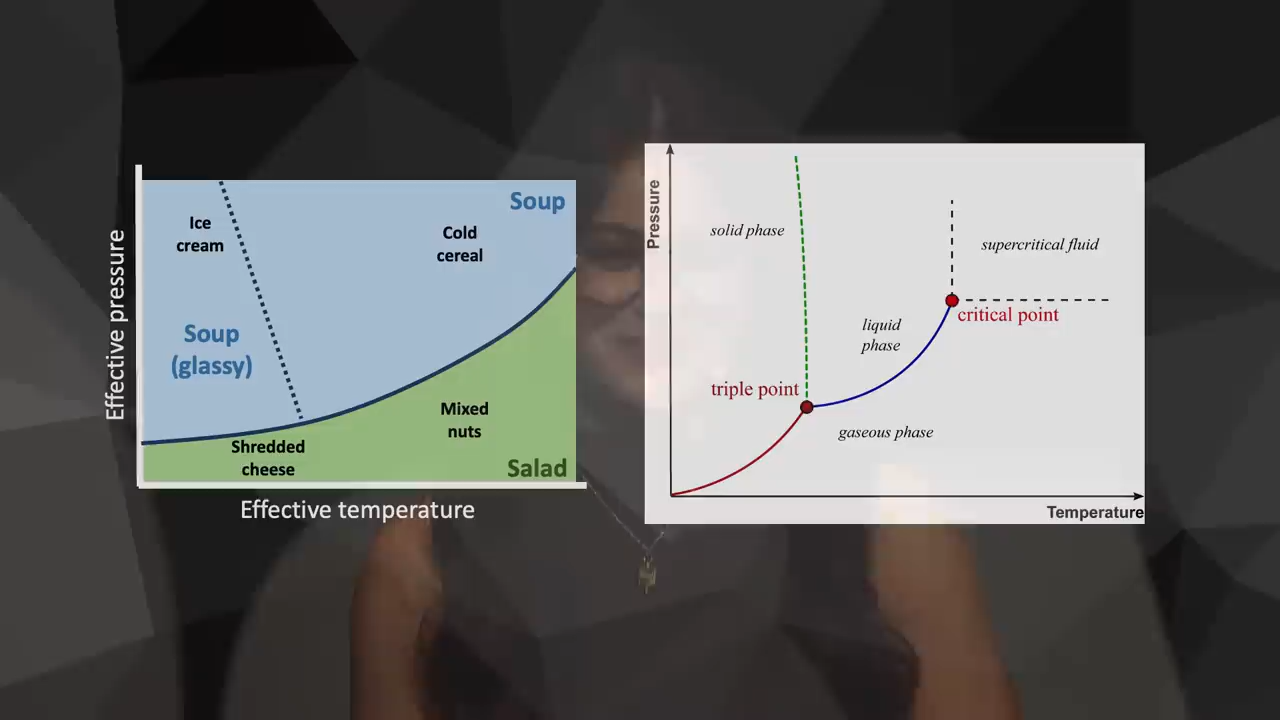 Effective pressure
Soup
Ice
cream
Cold
cereal
Soup
(glassy)
Mixed
nuts
Shredded
cheese
Salad
Effective temperature
Pressure
solid phase
supercritical fluid
critical point
liquid
phase
triple point
gaseous phase
Temperature